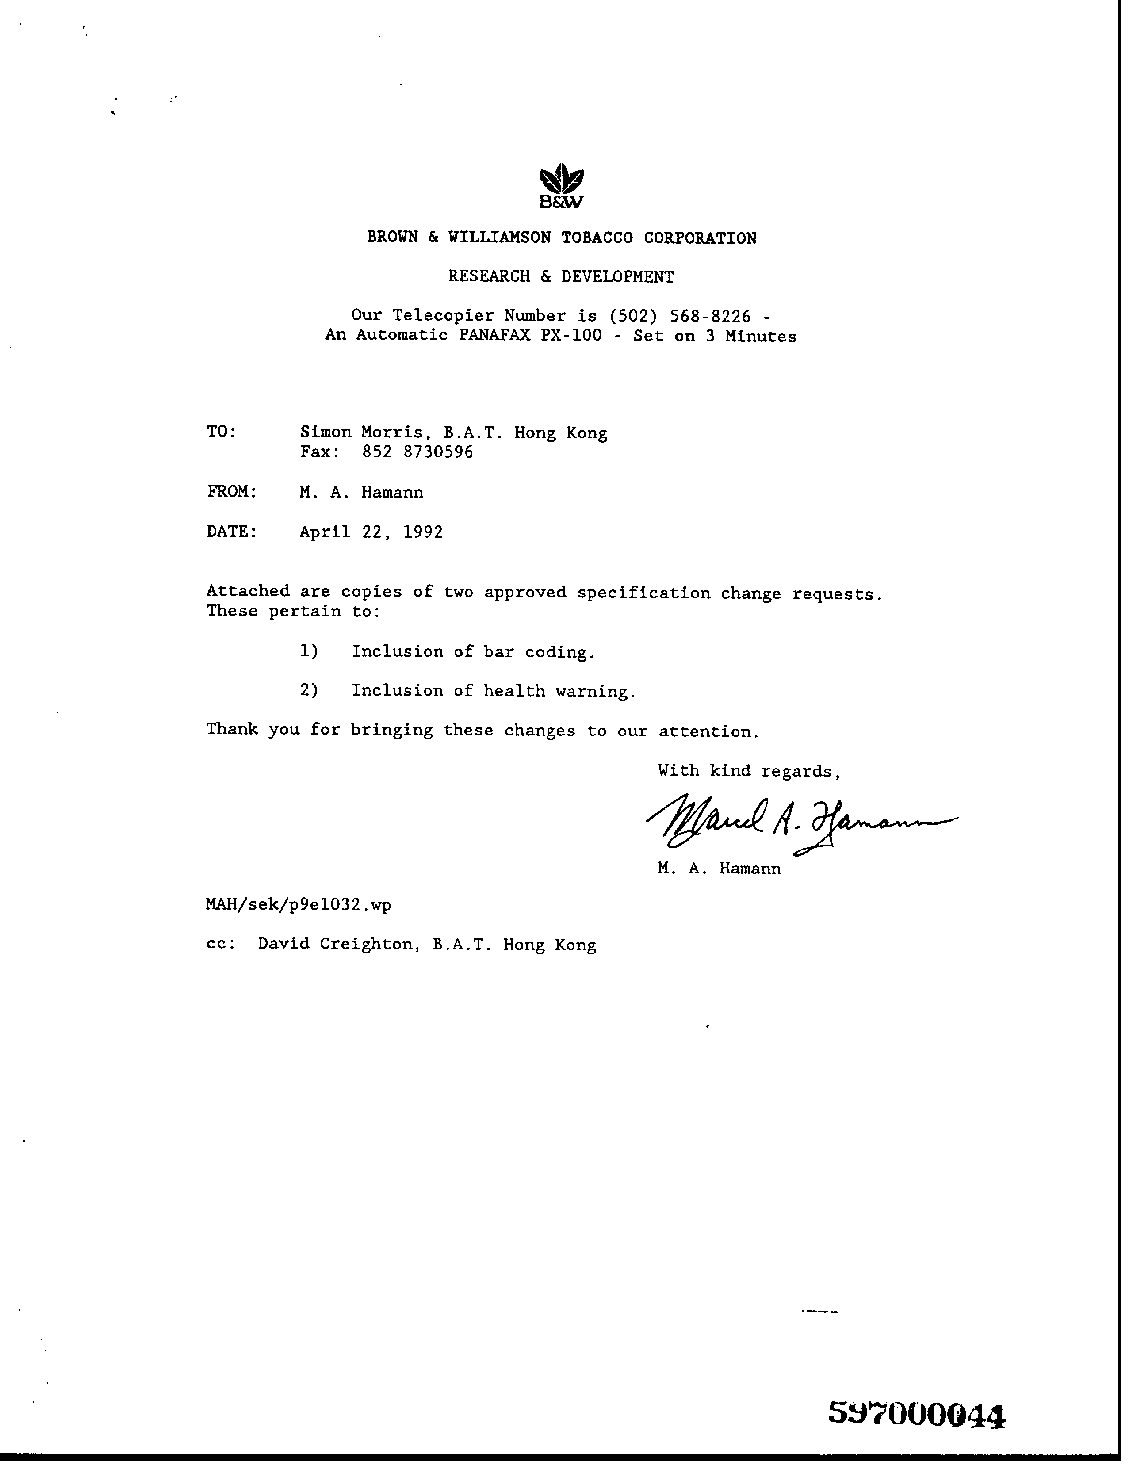 B&W
BROWN & WILLIAMSON TOBACCO CORPORATION
RESEARCH & DEVELOPMENT
Our Telecopier Number is (502) 568-8226 -
An Automatic PANAFAX PX-100 - Set on 3 Minutes
TO: Simon Morris, B.A.T. Hong Kong
Fax: 852 8730596
FROM: M. A. Hamann
DATE: April 22, 1992
Attached are copies of two approved specification change requests.
These pertain to:
1) Inclusion of bar coding.
2) Inclusion of health warning.
Thank you for bringing these changes to our attention.
With kind regards,
A. Hamann
M. A. Hamann
MAH/sek/p9e1032.wp
cc: David Creighton, B.A.T. Hong Kong
597000044